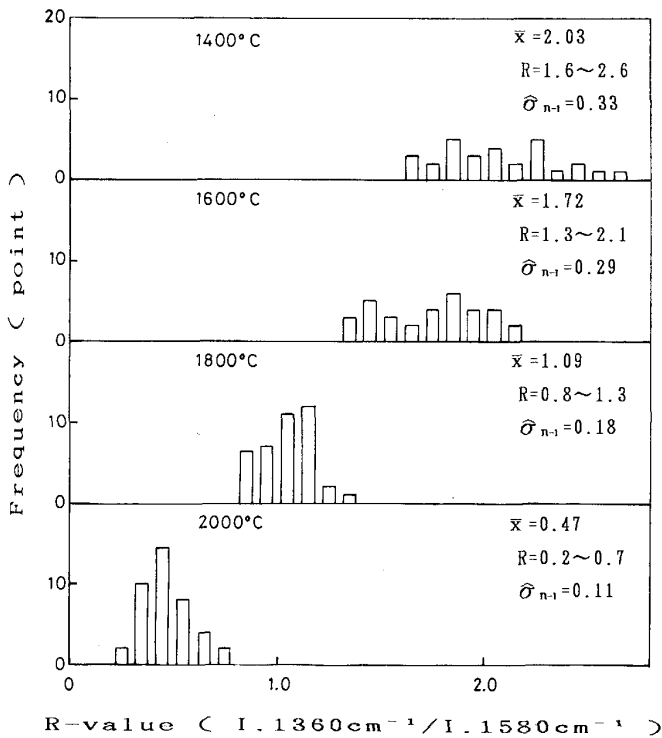 20
1400°C
x̄ =2.03
R=1.6~2.6
10
σ̂ n-1=0.33
0
1600°C
x̄ =1.72
R=1.3~2.1
10
σ̂ n-1=0.29
0
1800°C
x̄ =1.09
R=0.8~1.3
10
σ̂ n-1=0.18
0
2000°C
x̄ =0.47
R=0.2~0.7
10
σ̂ n-1=0.11
0
0 1.0 2.0
Frequency ( point )
R-value ( I.1360cm⁻¹/I.1580cm⁻¹ )